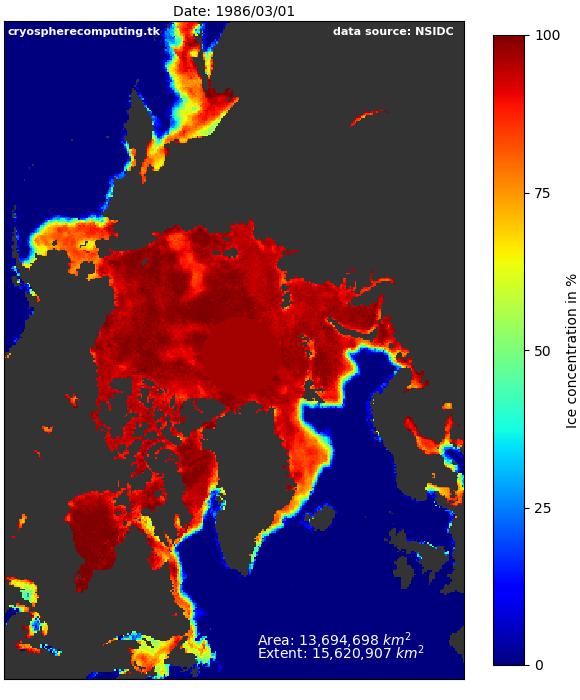 Date: 1986/03/01
cryospherecomputing.tk
data source: NSIDC
100
75
50
25
0
Ice concentration in %
Area: 13,694,698 km²
Extent: 15,620,907 km²